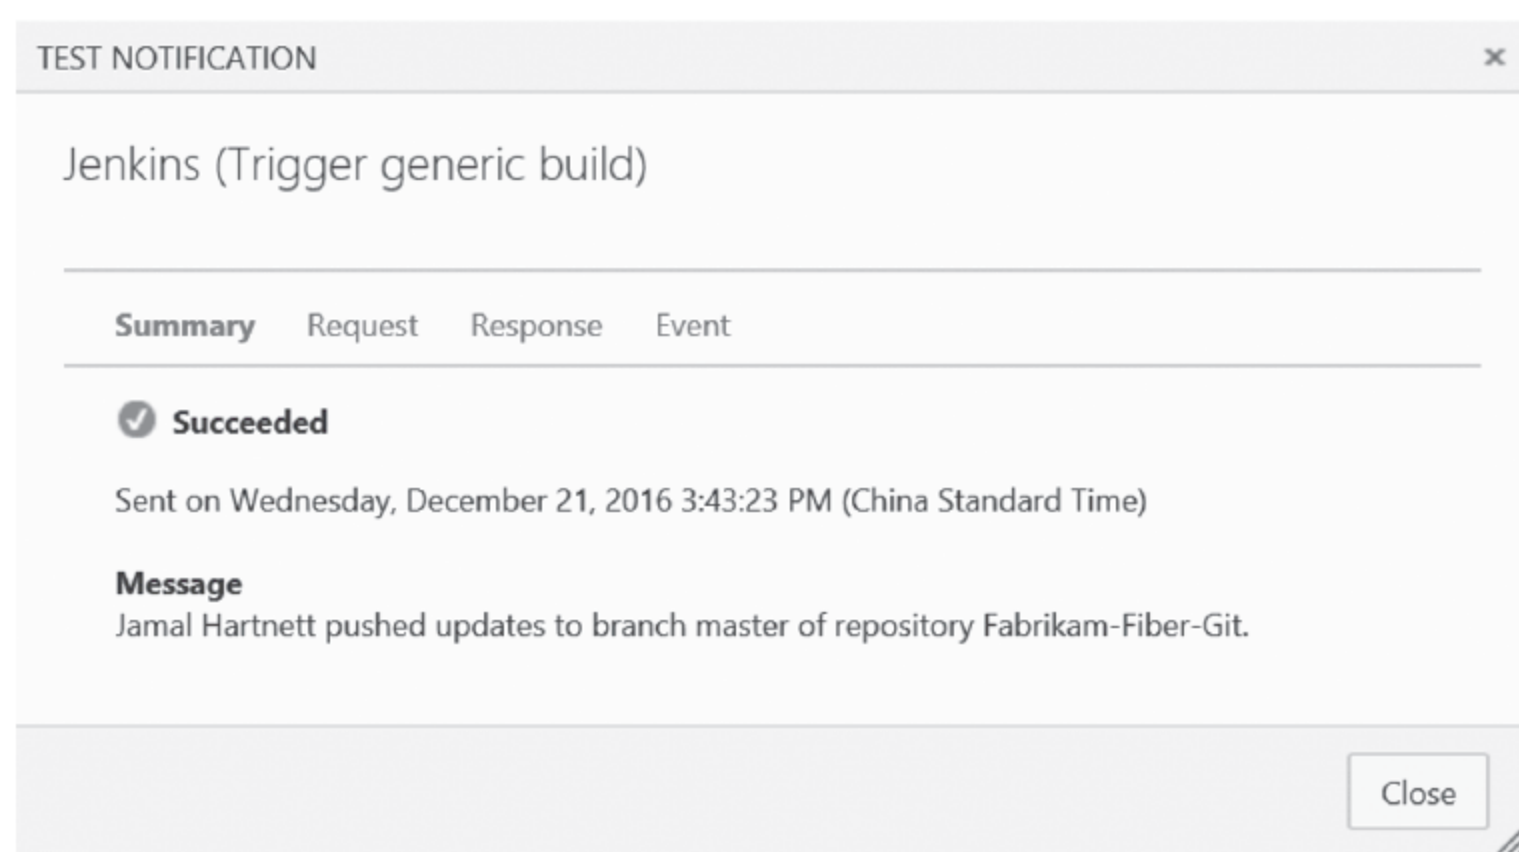 TEST NOTIFICATION
Jenkins (Trigger generic build)
Summary Request Response Event
Succeeded
Sent on Wednesday, December 21, 2016 3:43:23 PM (China Standard Time)
Message
Jamal Hartnett pushed updates to branch master of repository Fabrikam-Fiber-Git.
Close